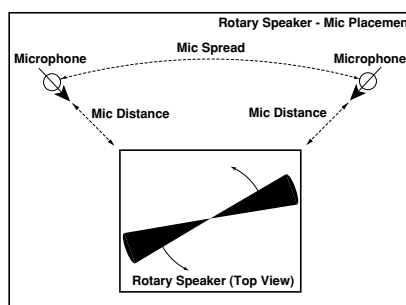 Rotary Speaker - Mic Placemen
Mic Spread
Microphone
Microphone
Mic Distance
Mic Distance
Rotary Speaker (Top View)